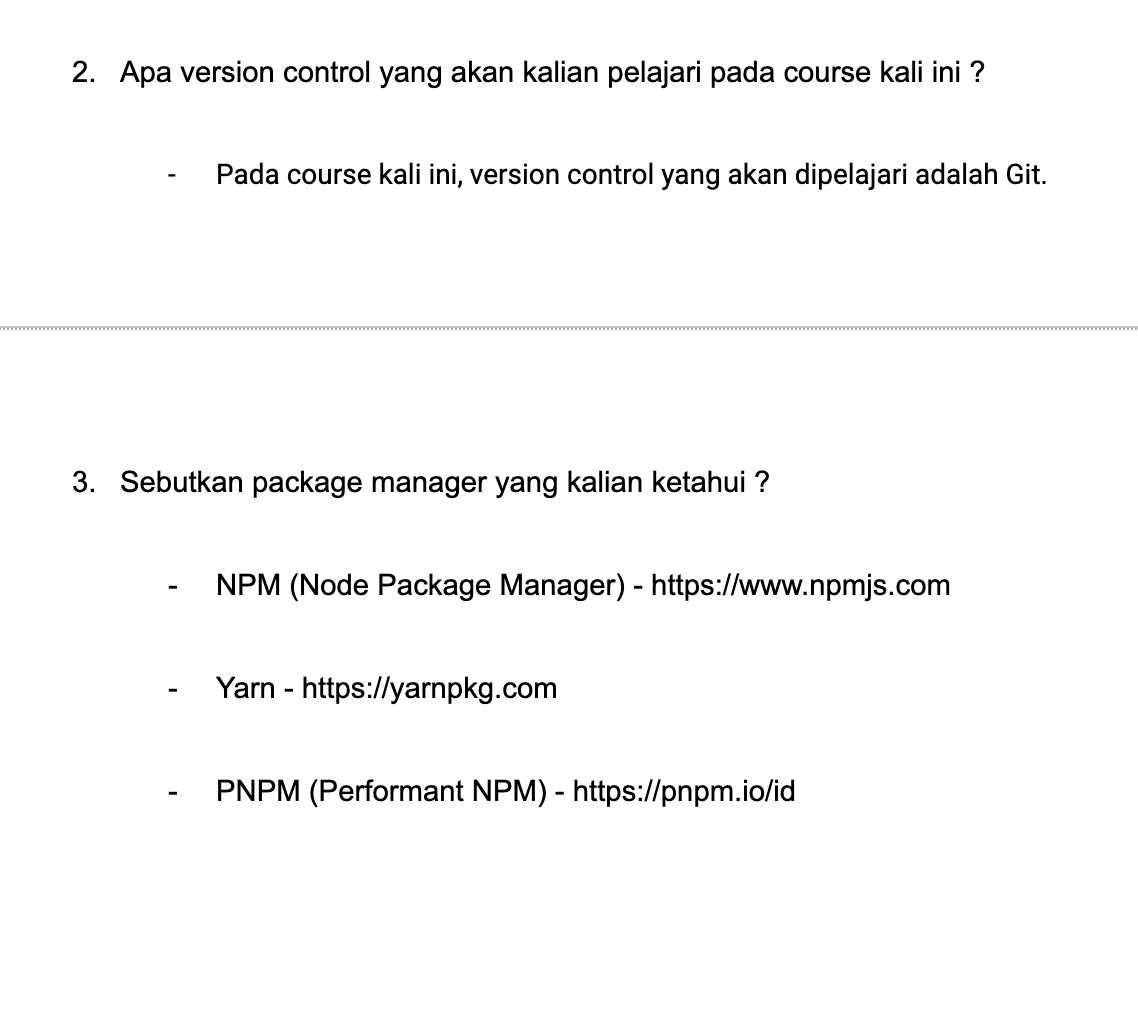 2. Apa version control yang akan kalian pelajari pada course kali ini ?
- Pada course kali ini, version control yang akan dipelajari adalah Git.
3. Sebutkan package manager yang kalian ketahui ?
- NPM (Node Package Manager) - https://www.npmjs.com
- Yarn - https://yarnpkg.com
- PNPM (Performant NPM) - https://pnpm.io/id